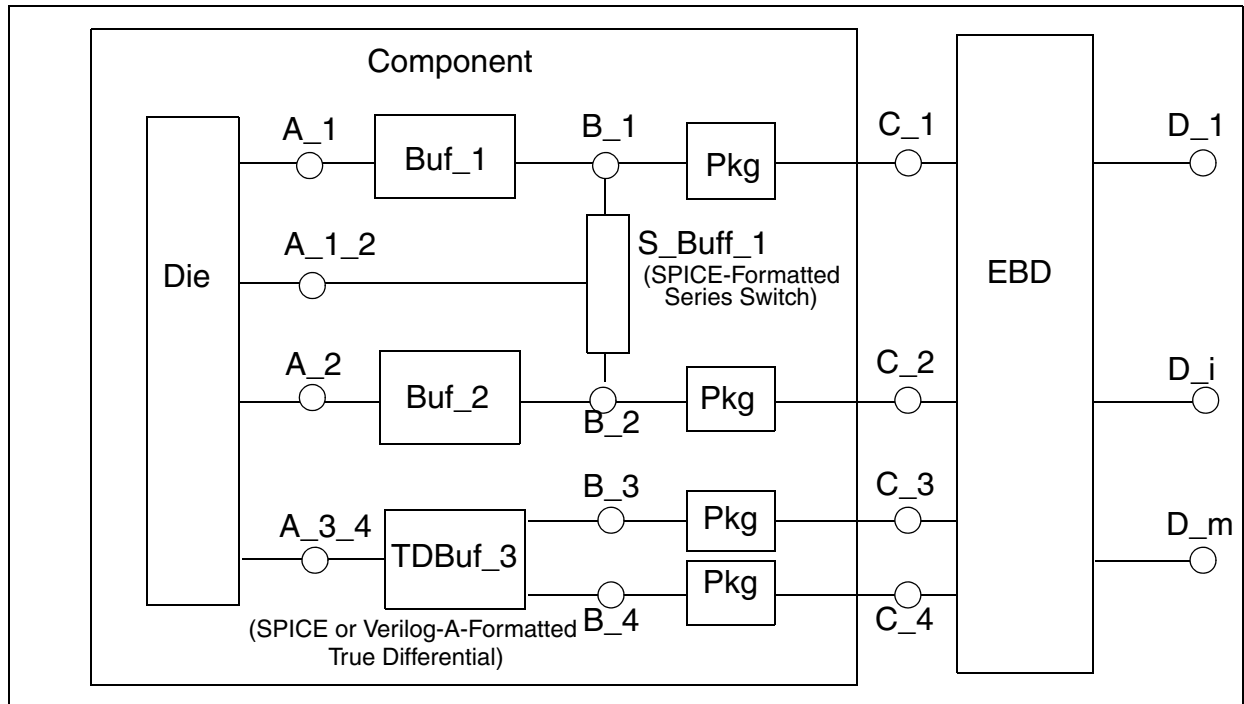 Component
A_1
Buf_1
B_1
Pkg
C_1
D_1
A_1_2
S_Buff_1
(SPICE-Formatted
Series Switch)
Die
EBD
A_2
Buf_2
B_2
Pkg
C_2
D_i
A_3_4
TDBuf_3
B_3
Pkg
C_3
D_m
B_4
Pkg
C_4
(SPICE or Verilog-A-Formatted
True Differential)